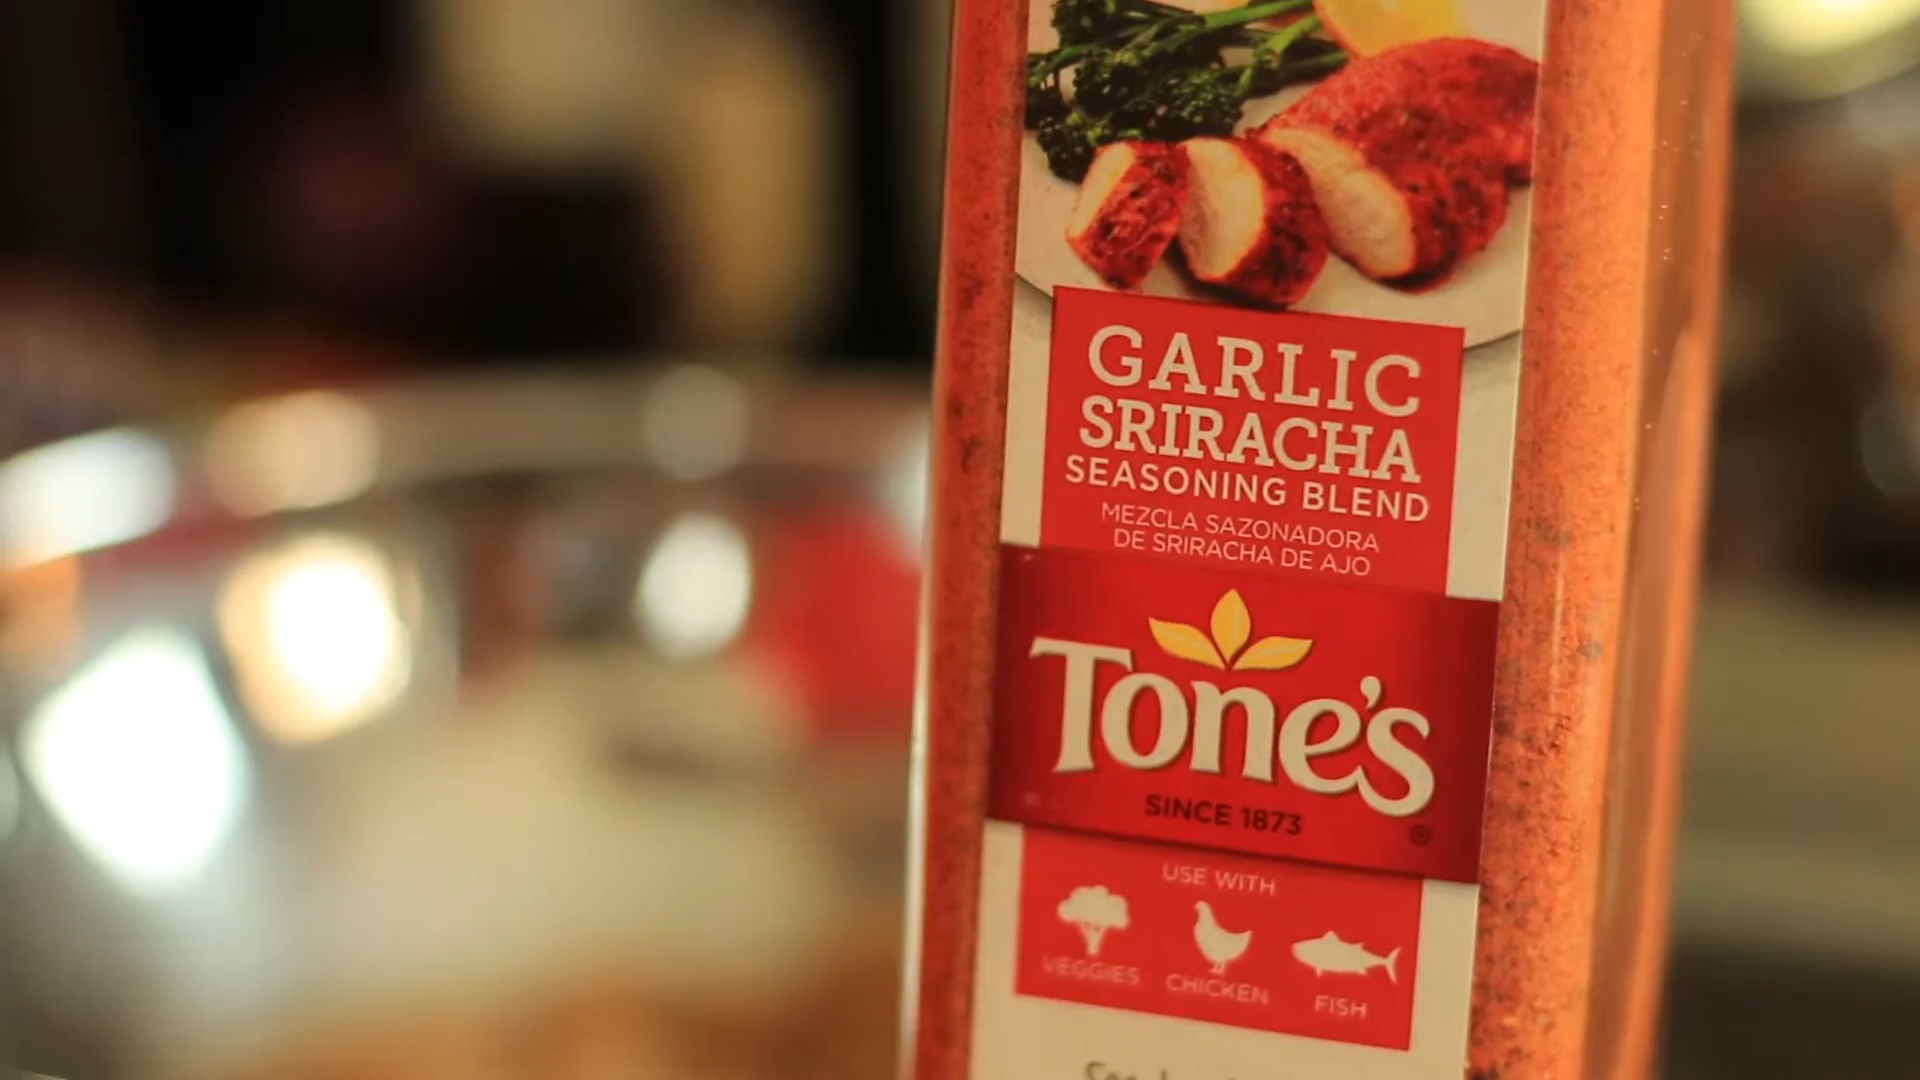 GARLIC
SRIRACHA
SEASONING BLEND
MEZCLA SAZONADORA
DE SRIRACHA DE AJO
TONE'S
SINCE 1873
®
USE WITH
VEGGIES
CHICKEN
FISH